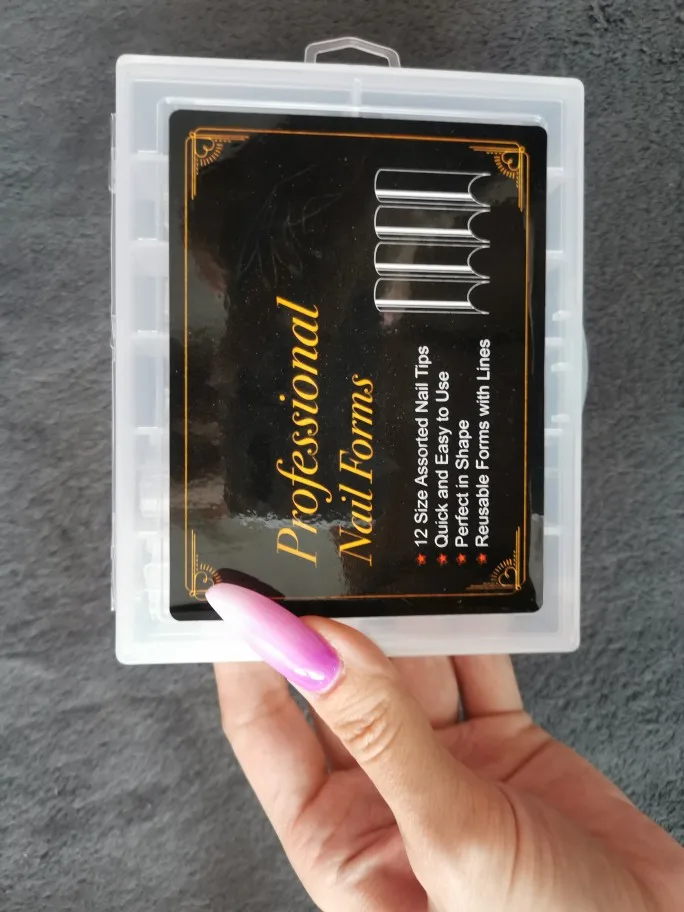 Professional
Nail Forms
12 Size Assorted Nail Tips
Quick and Easy to Use
Perfect in Shape
Reusable Forms with Lines